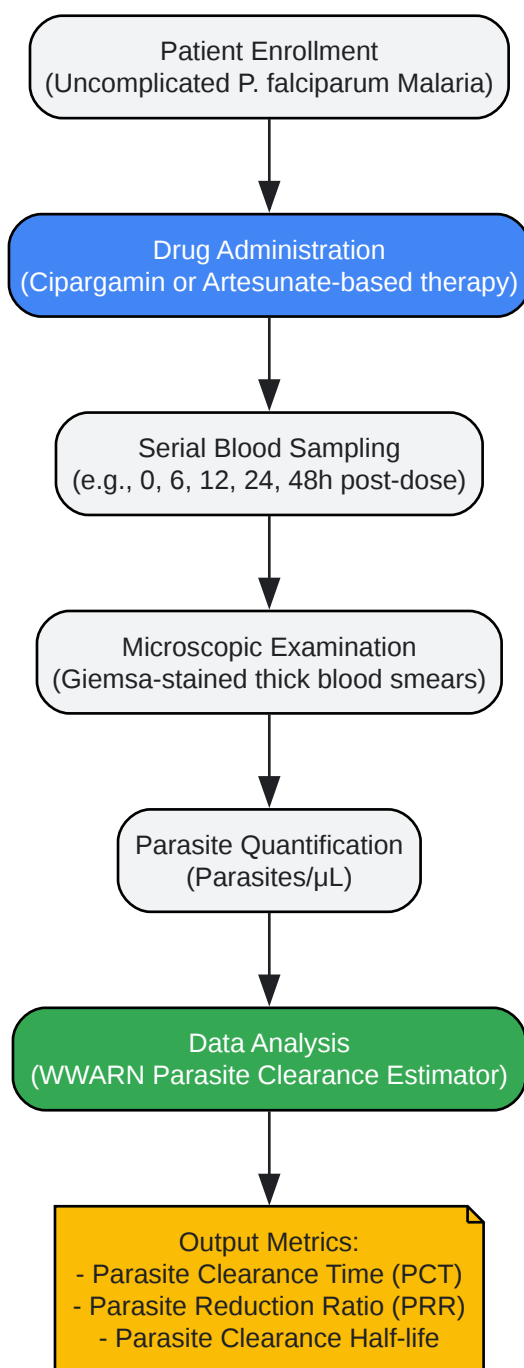 Patient Enrollment
(Uncomplicated P. falciparum Malaria)
Drug Administration
(Cipargamin or Artesunate-based therapy)
Serial Blood Sampling
(e.g., 0, 6, 12, 24, 48h post-dose)
Microscopic Examination
(Giemsa-stained thick blood smears)
Parasite Quantification
(Parasites/μL)
Data Analysis
(WWARN Parasite Clearance Estimator)
Output Metrics:
- Parasite Clearance Time (PCT)
- Parasite Reduction Ratio (PRR)
- Parasite Clearance Half-life